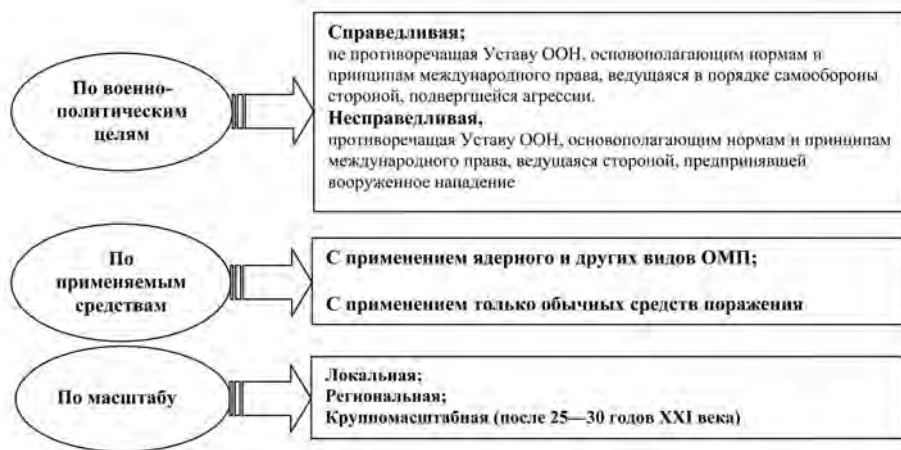 По военно-
политическим
целям
Справедливая;
не противоречащая Уставу ООН, основополагающим нормам и
принципам международного права, ведущаяся в порядке самообороны
стороной, подвергшейся агрессии.
Несправедливая,
противоречащая Уставу ООН, основополагающим нормам и принципам
международного права, ведущаяся стороной, предпринявшей
вооруженное нападение
По
применяемым
средствам
С применением ядерного и других видов ОМП;
С применением только обычных средств поражения
По масштабу
Локальная;
Региональная;
Крупномасштабная (после 25—30 годов XXI века)